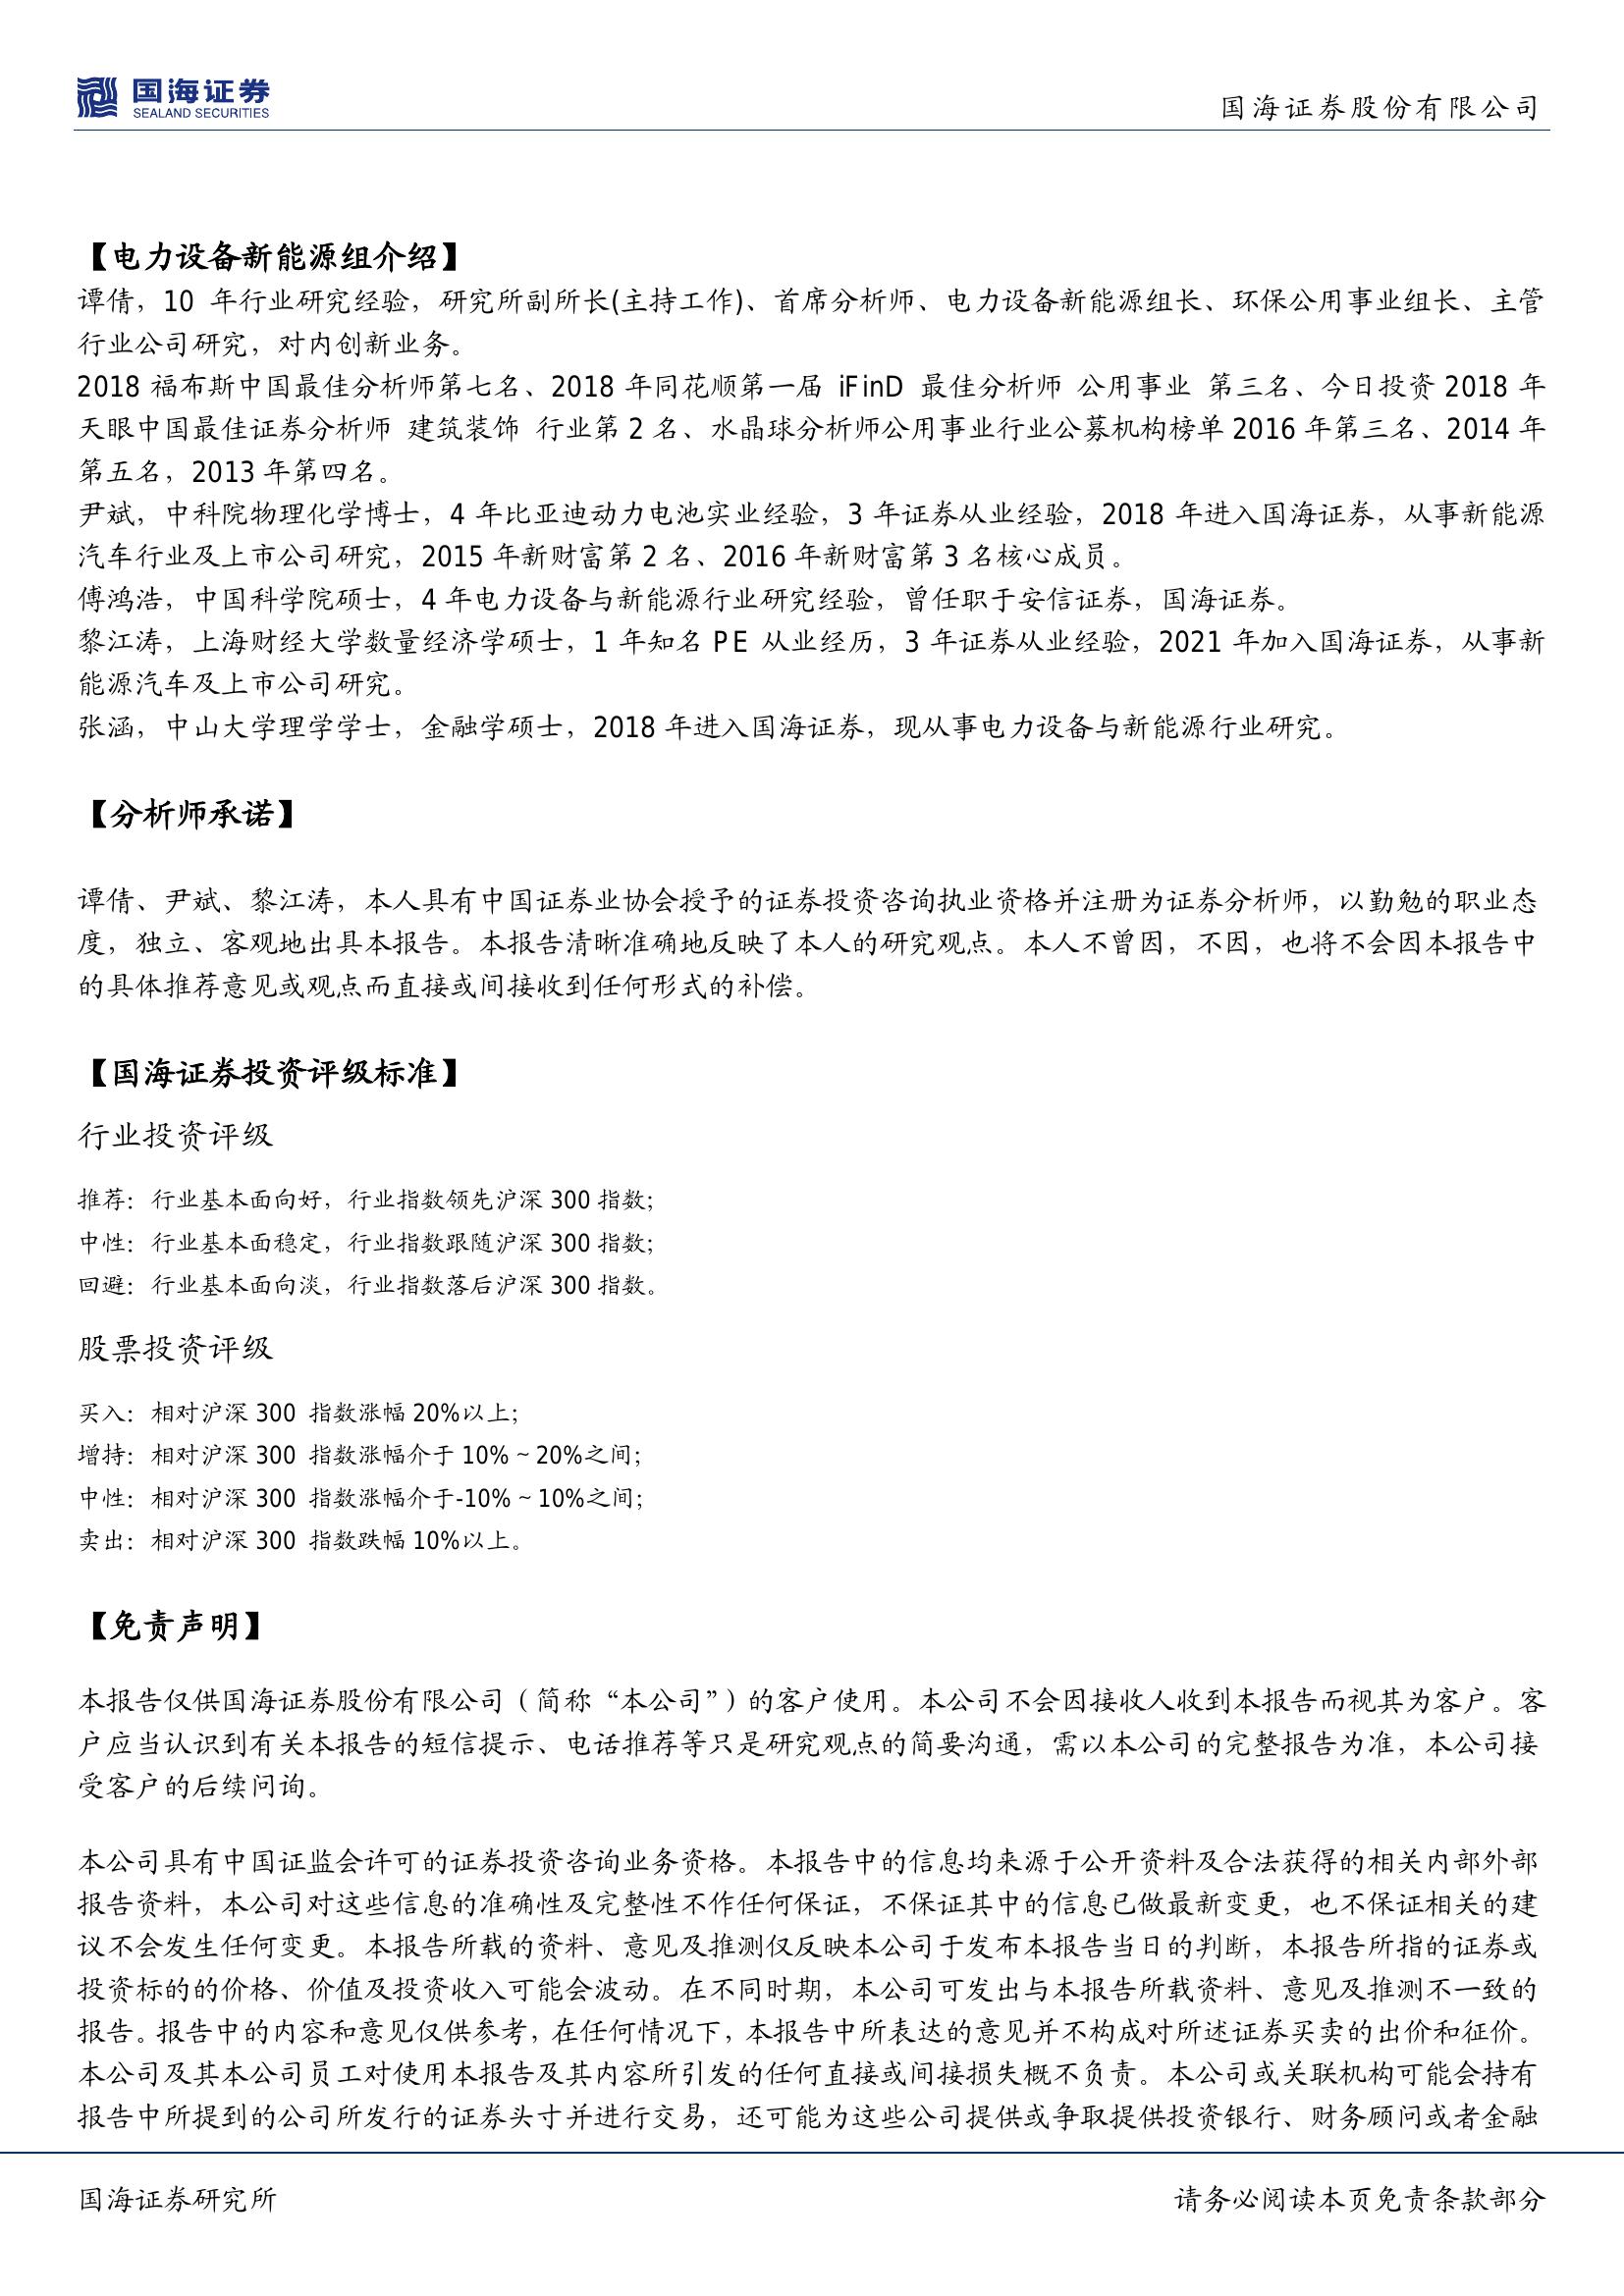 国海证券
SEALAND SECURITIES
国海证券股份有限公司
【电力设备新能源组介绍】
谭倩，10 年行业研究经验，研究所副所长(主持工作)、首席分析师、电力设备新能源组长、环保公用事业组长、主管
行业公司研究，对内创新业务。
2018 福布斯中国最佳分析师第七名、2018 年同花顺第一届 iFinD 最佳分析师 公用事业 第三名、今日投资 2018 年
天眼中国最佳证券分析师 建筑装饰 行业第 2 名、水晶球分析师公用事业行业公募机构榜单 2016 年第三名、2014 年
第五名，2013 年第四名。
尹斌，中科院物理化学博士，4 年比亚迪动力电池实业经验，3 年证券从业经验，2018 年进入国海证券，从事新能源
汽车行业及上市公司研究，2015 年新财富第 2 名、2016 年新财富第 3 名核心成员。
傅鸿浩，中国科学院硕士，4 年电力设备与新能源行业研究经验，曾任职于安信证券，国海证券。
黎江涛，上海财经大学数量经济学硕士，1 年知名 PE 从业经历，3 年证券从业经验，2021 年加入国海证券，从事新
能源汽车及上市公司研究。
张涵，中山大学理学学士，金融学硕士，2018 年进入国海证券，现从事电力设备与新能源行业研究。
【分析师承诺】
谭倩、尹斌、黎江涛，本人具有中国证券业协会授予的证券投资咨询执业资格并注册为证券分析师，以勤勉的职业态
度，独立、客观地出具本报告。本报告清晰准确地反映了本人的研究观点。本人不曾因，不因，也将不会因本报告中
的具体推荐意见或观点而直接或间接收到任何形式的补偿。
【国海证券投资评级标准】
行业投资评级
推荐：行业基本面向好，行业指数领先沪深 300 指数；
中性：行业基本面稳定，行业指数跟随沪深 300 指数；
回避：行业基本面向淡，行业指数落后沪深 300 指数。
股票投资评级
买入：相对沪深 300 指数涨幅 20%以上；
增持：相对沪深 300 指数涨幅介于 10%～20%之间；
中性：相对沪深 300 指数涨幅介于-10%～10%之间；
卖出：相对沪深 300 指数跌幅 10%以上。
【免责声明】
本报告仅供国海证券股份有限公司（简称“本公司”）的客户使用。本公司不会因接收人收到本报告而视其为客户。客
户应当认识到有关本报告的短信提示、电话推荐等只是研究观点的简要沟通，需以本公司的完整报告为准，本公司接
受客户的后续问询。
本公司具有中国证监会许可的证券投资咨询业务资格。本报告中的信息均来源于公开资料及合法获得的相关内部外部
报告资料，本公司对这些信息的准确性及完整性不作任何保证，不保证其中的信息已做最新变更，也不保证相关的建
议不会发生任何变更。本报告所载的资料、意见及推测仅反映本公司于发布本报告当日的判断，本报告所指的证券或
投资标的的价格、价值及投资收入可能会波动。在不同时期，本公司可发出与本报告所载资料、意见及推测不一致的
报告。报告中的内容和意见仅供参考，在任何情况下，本报告中所表达的意见并不构成对所述证券买卖的出价和征价。
本公司及其本公司员工对使用本报告及其内容所引发的任何直接或间接损失概不负责。本公司或关联机构可能会持有
报告中所提到的公司所发行的证券头寸并进行交易，还可能为这些公司提供或争取提供投资银行、财务顾问或者金融
国海证券研究所
请务必阅读本页免责条款部分